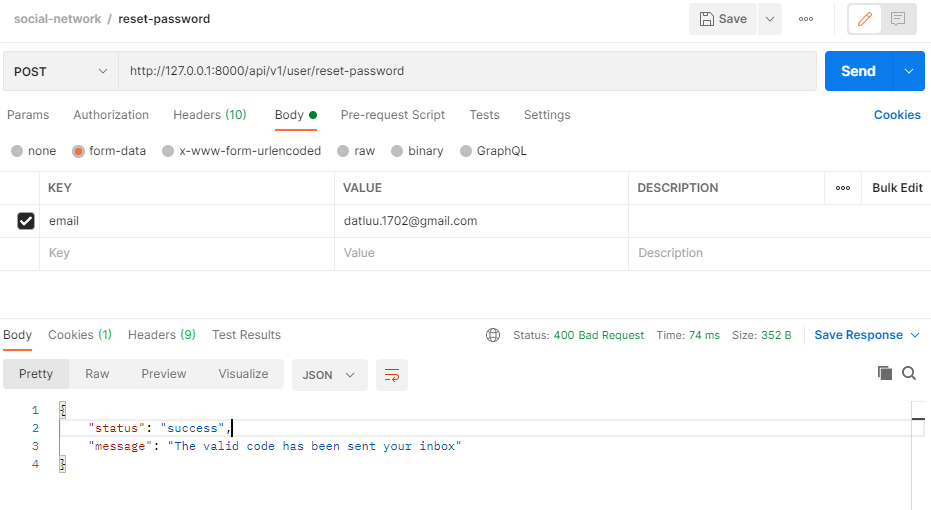 social-network / reset-password
Save
POST
http://127.0.0.1:8000/api/v1/user/reset-password
Send
Params Authorization Headers (10) Body Pre-request Script Tests Settings Cookies
none form-data x-www-form-urlencoded raw binary GraphQL
KEY VALUE DESCRIPTION Bulk Edit
email datluu.1702@gmail.com
Key Value Description
Body Cookies (1) Headers (9) Test Results Status: 400 Bad Request Time: 74 ms Size: 352 B Save Response
Pretty Raw Preview Visualize JSON
1 {
2 "status": "success",
3 "message": "The valid code has been sent your inbox"
4 }